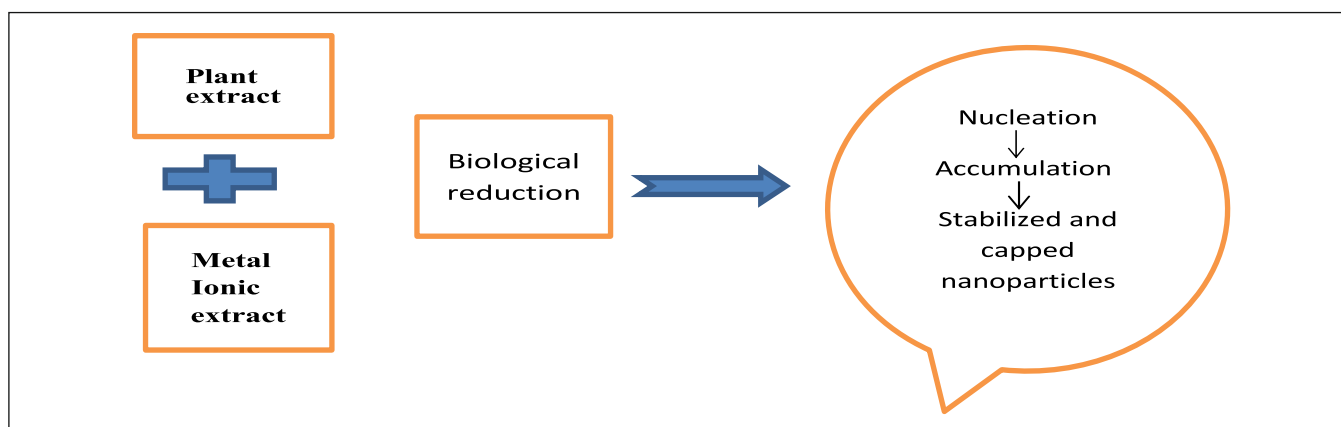 Plant
extract
Metal
Ionic
extract
Biological
reduction
Nucleation
Accumulation
Stabilized and
capped
nanoparticles